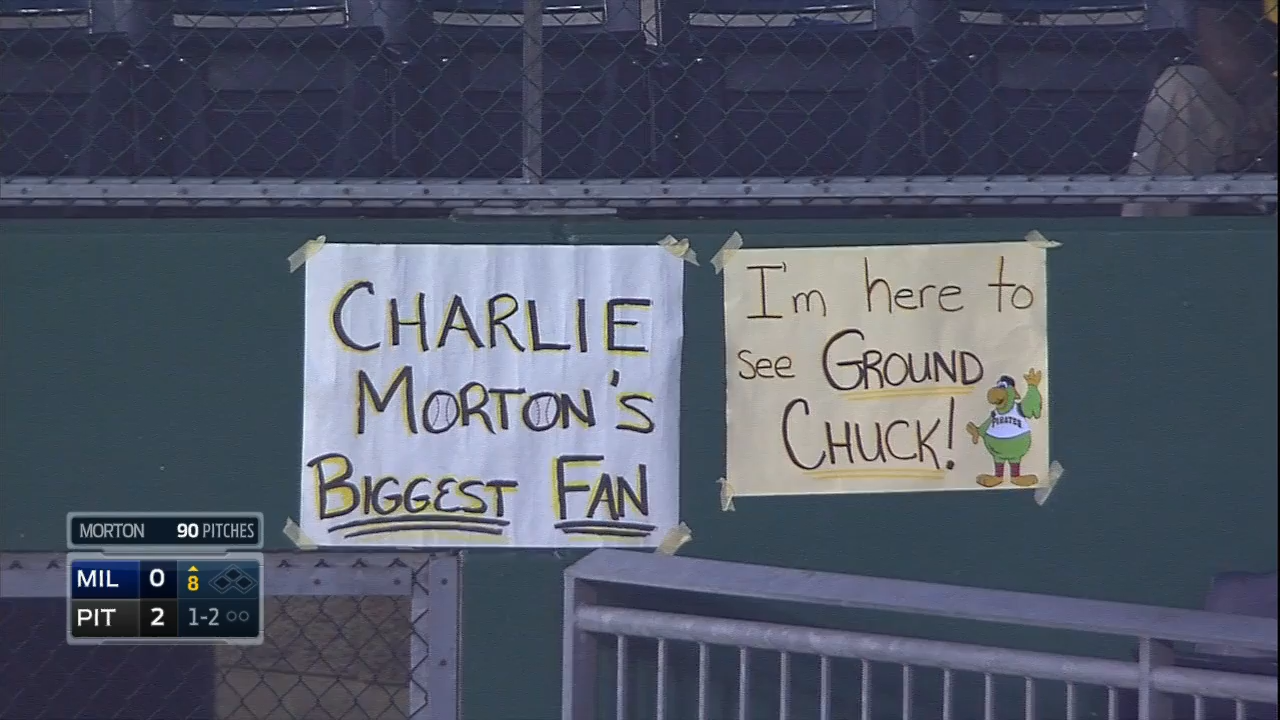 CHARLIE
MORTON'S
BIGGEST FAN
I'm here to
see GROUND
CHUCK!
PIRATES
MORTON 90 PITCHES
MIL 0 8
PIT 2 1-2